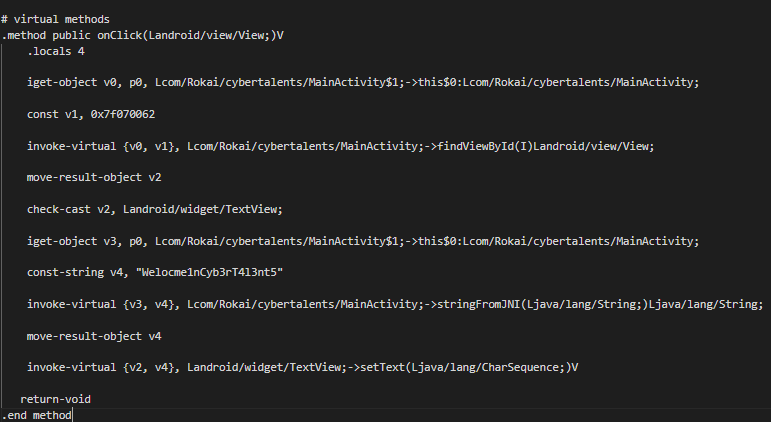 # virtual methods
.method public onClick(Landroid/view/View;)V
.locals 4
iget-object v0, p0, Lcom/Rokai/cybertalents/MainActivity$1;->this$0:Lcom/Rokai/cybertalents/MainActivity;
const v1, 0x7f070062
invoke-virtual {v0, v1}, Lcom/Rokai/cybertalents/MainActivity;->findViewById(I)Landroid/view/View;
move-result-object v2
check-cast v2, Landroid/widget/TextView;
iget-object v3, p0, Lcom/Rokai/cybertalents/MainActivity$1;->this$0:Lcom/Rokai/cybertalents/MainActivity;
const-string v4, "Welocme1nCyb3rT4l3nt5"
invoke-virtual {v3, v4}, Lcom/Rokai/cybertalents/MainActivity;->stringFromJNI(Ljava/lang/String;)Ljava/lang/String;
move-result-object v4
invoke-virtual {v2, v4}, Landroid/widget/TextView;->setText(Ljava/lang/CharSequence;)V
return-void
.end method